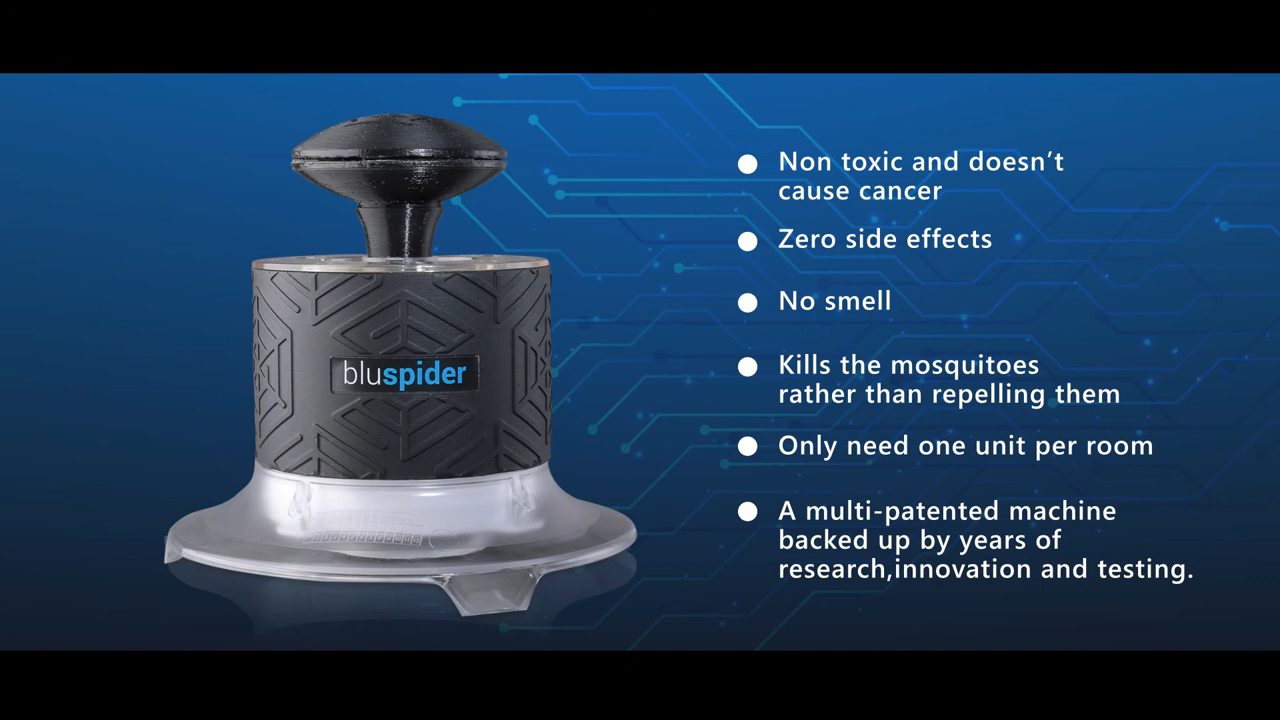 bluspider
Non toxic and doesn’t
cause cancer
Zero side effects
No smell
Kills the mosquitoes
rather than repelling them
Only need one unit per room
A multi-patented machine
backed up by years of
research,innovation and testing.